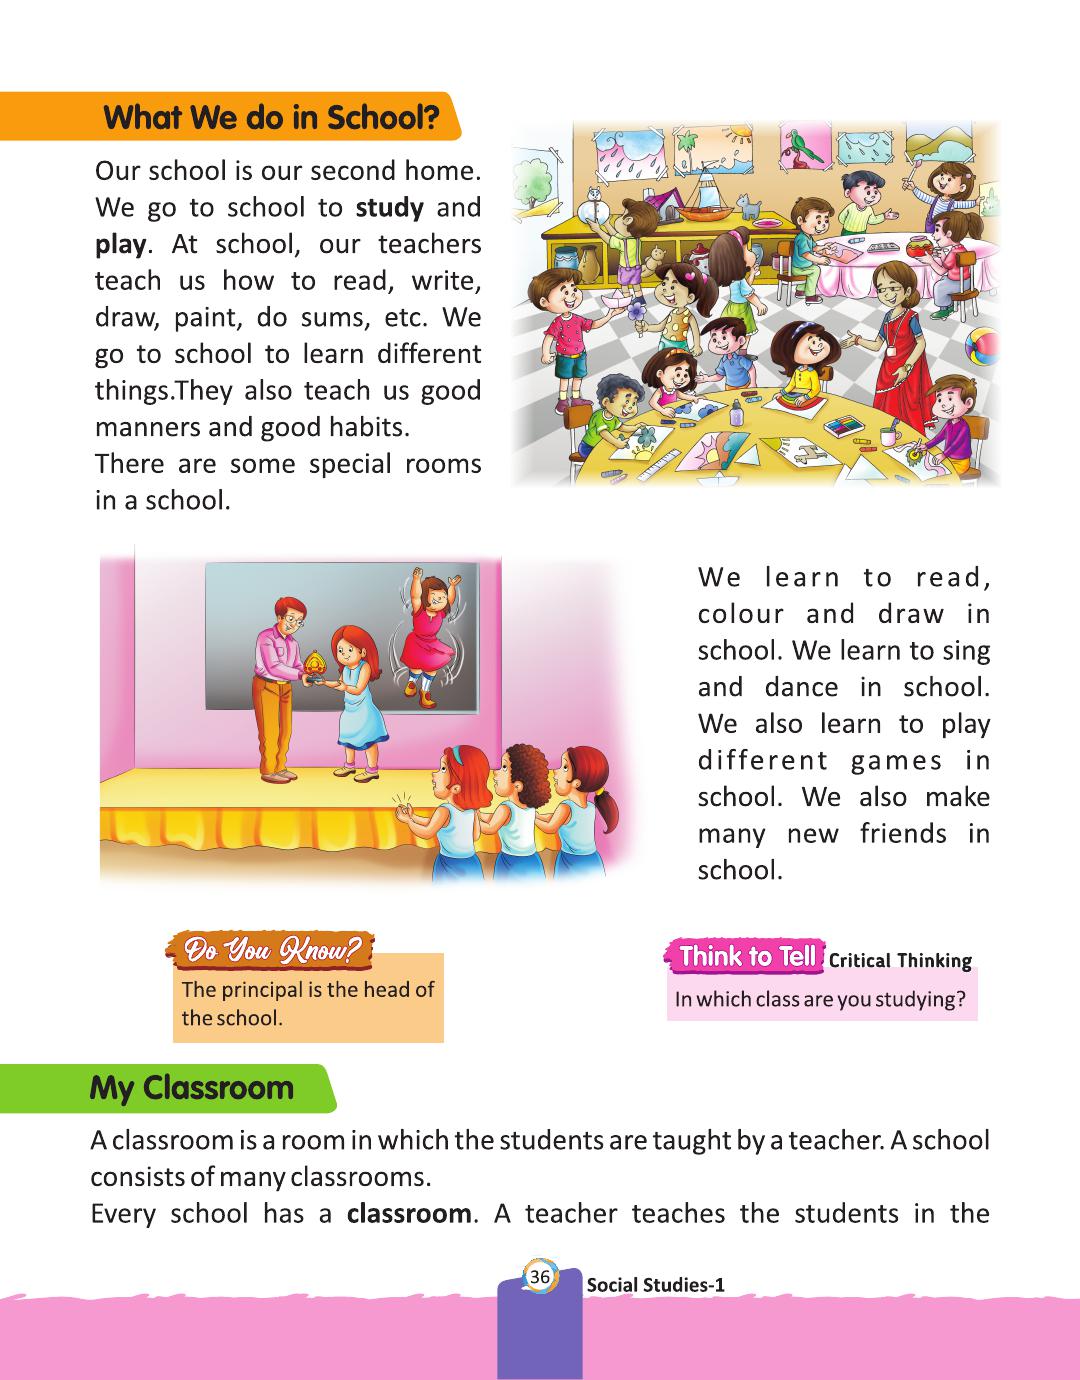 What We do in School?
Our school is our second home.
We go to school to study and
play. At school, our teachers
teach us how to read, write,
draw, paint, do sums, etc. We
go to school to learn different
things.They also teach us good
manners and good habits.
There are some special rooms
in a school.
We learn to read,
colour and draw in
school. We learn to sing
and dance in school.
We also learn to play
different games in
school. We also make
many new friends in
school.
Do You Know?
The principal is the head of
the school.
Think to Tell Critical Thinking
In which class are you studying?
My Classroom
A classroom is a room in which the students are taught by a teacher. A school
consists of many classrooms.
Every school has a classroom. A teacher teaches the students in the
36
Social Studies-1